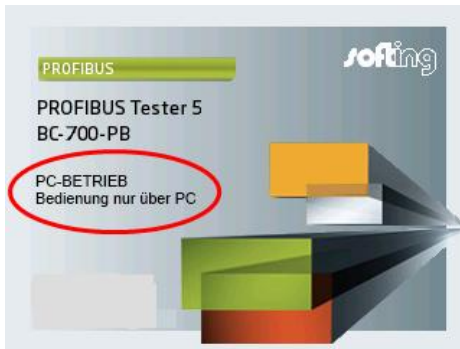 softing
PROFIBUS
PROFIBUS Tester 5
BC-700-PB
PC-BETRIEB
Bedienung nur über PC